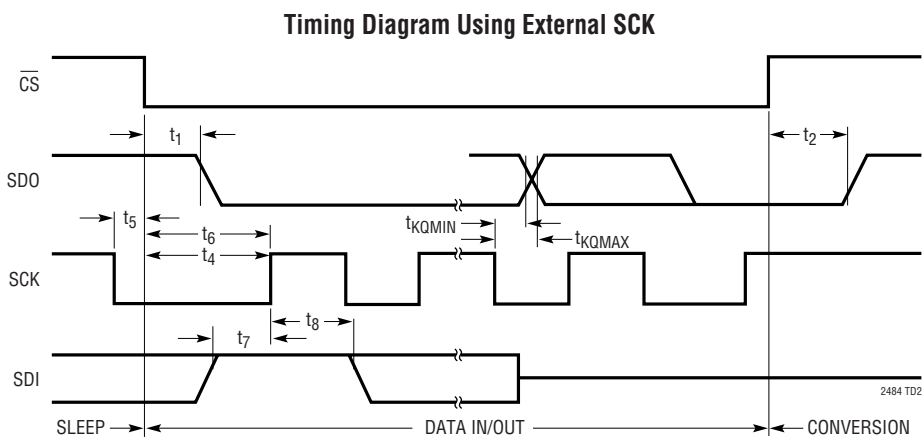 Timing Diagram Using External SCK
CS
t1
t2
SDO
t5
t6
tKQMIN
tKQMAX
t4
SCK
t8
t7
SDI
2484 TD2
SLEEP
DATA IN/OUT
CONVERSION